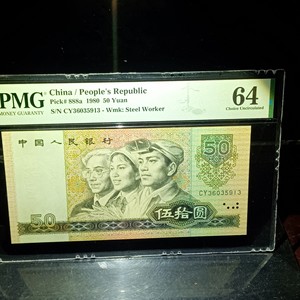 PMG
MONEY GUARANTY
China / People's Republic
Pick# 888a 1980 50 Yuan
S/N CY36035913 - Wmk: Steel Worker
64
Choice Uncirculated
中国人民银行
50
CY36035913
50
伍拾圆